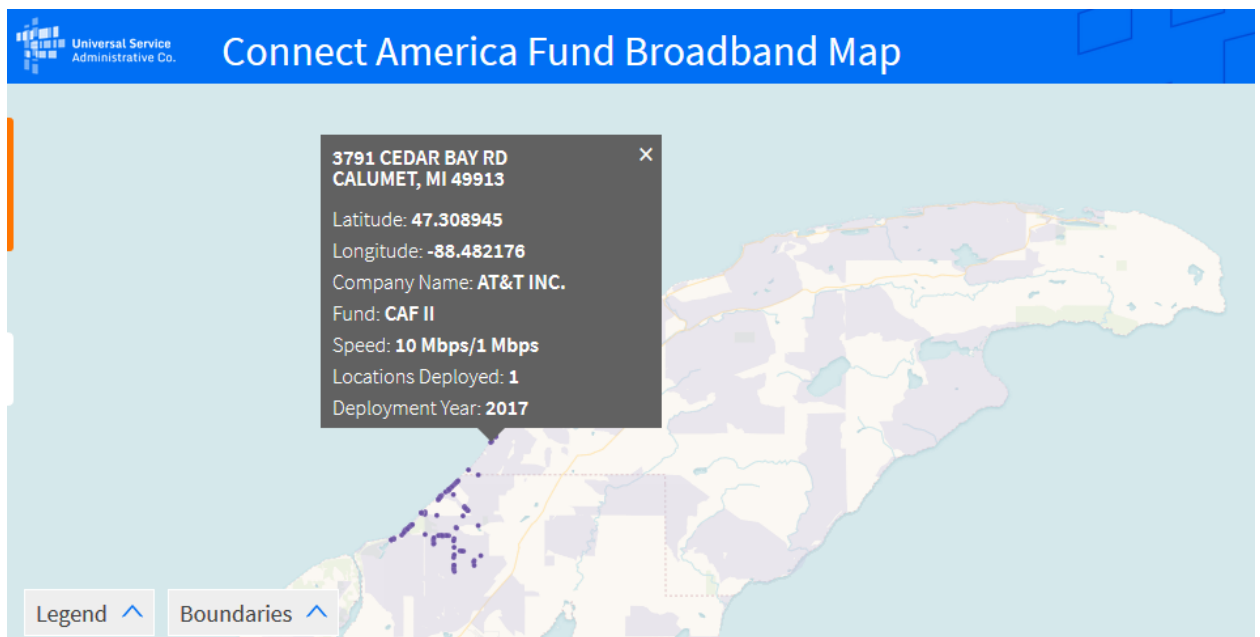 Universal Service
Administrative Co.
Connect America Fund Broadband Map
3791 CEDAR BAY RD
CALUMET, MI 49913
Latitude: 47.308945
Longitude: -88.482176
Company Name: AT&T INC.
Fund: CAF II
Speed: 10 Mbps/1 Mbps
Locations Deployed: 1
Deployment Year: 2017
Legend
Boundaries